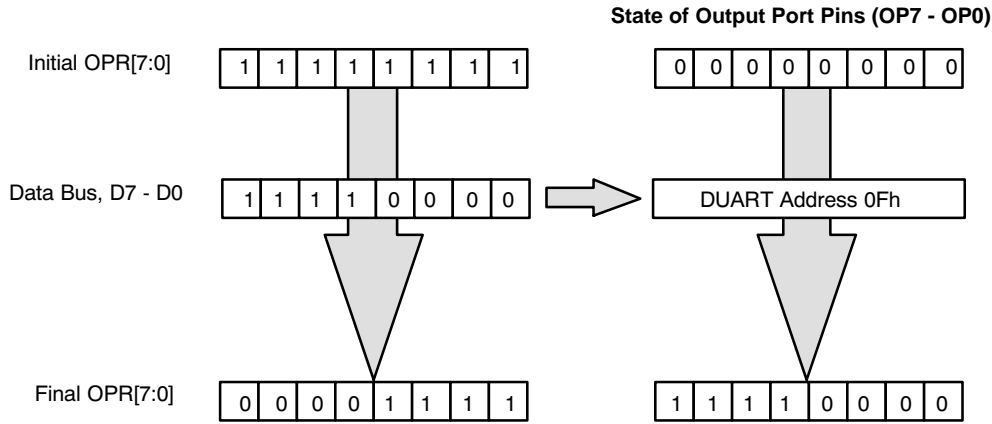 State of Output Port Pins (OP7 - OP0)
Initial OPR[7:0] 1 1 1 1 1 1 1 1 0 0 0 0 0 0 0 0
Data Bus, D7 - D0 1 1 1 1 0 0 0 0 DUART Address 0Fh
Final OPR[7:0] 0 0 0 0 1 1 1 1 1 1 1 1 0 0 0 0